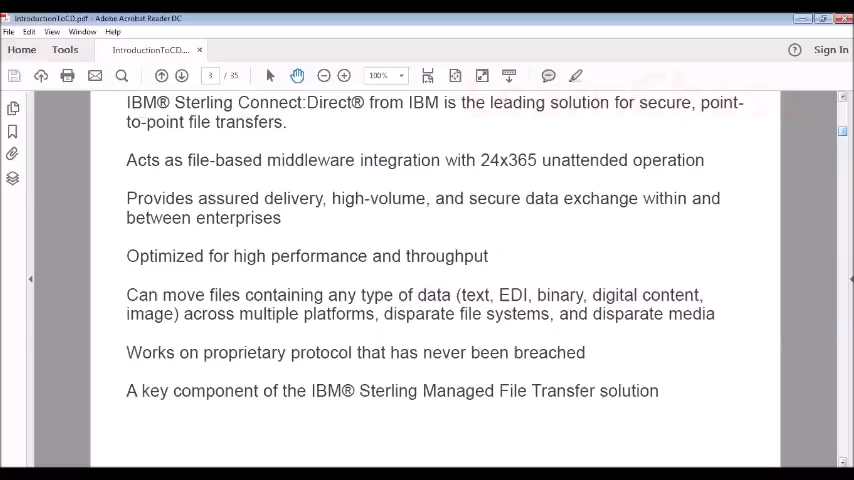 IntroductionToCD.pdf - Adobe Acrobat Reader DC
File Edit View Window Help
Home Tools IntroductionToCD.... × Sign In
3 / 35 100%
IBM® Sterling Connect:Direct® from IBM is the leading solution for secure, point-
to-point file transfers.
Acts as file-based middleware integration with 24x365 unattended operation
Provides assured delivery, high-volume, and secure data exchange within and
between enterprises
Optimized for high performance and throughput
Can move files containing any type of data (text, EDI, binary, digital content,
image) across multiple platforms, disparate file systems, and disparate media
Works on proprietary protocol that has never been breached
A key component of the IBM® Sterling Managed File Transfer solution